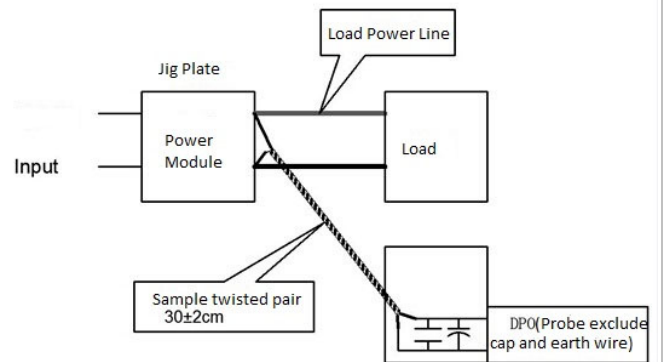 Load Power Line
Jig Plate
Power
Module
Load
Input
Sample twisted pair
30±2cm
DPO(Probe exclude
cap and earth wire)